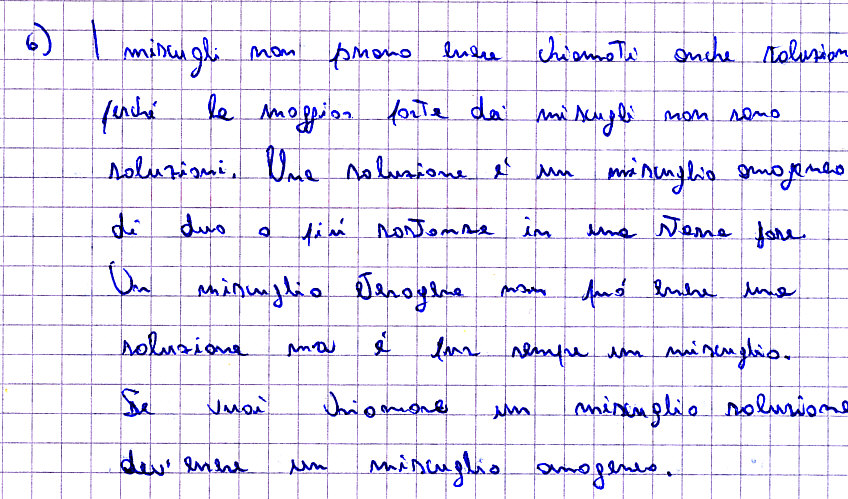 6) I miscugli non possono essere chiamati anche soluzioni
perché la maggior parte dei miscugli non sono
soluzioni. Una soluzione é un miscuglio omogeneo
di due o piú sostanze in una stessa fase.
Un miscuglio eterogeneo non puó essere una
soluzione ma é pur sempre un miscuglio.
Se vuoi chiamare un miscuglio soluzione
dev'essere un miscuglio omogeneo.